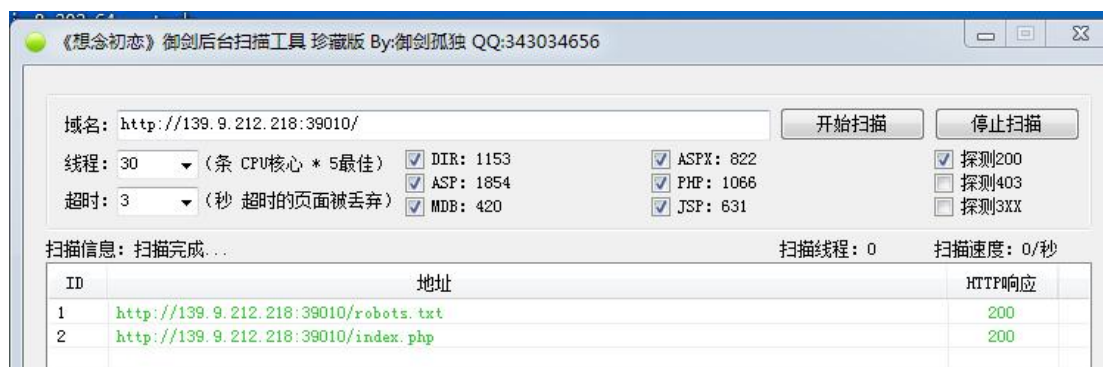 《想念初恋》御剑后台扫描工具 珍藏版 By:御剑孤独 QQ:343034656
域名: http://139.9.212.218:39010/ 开始扫描 停止扫描
线程: 30 (条 CPU核心 * 5最佳) DIR: 1153 ASPX: 822 探测200
ASP: 1854 PHP: 1066 探测403
超时: 3 (秒 超时的页面被丢弃) MDB: 420 JSP: 631 探测3XX
扫描信息: 扫描完成... 扫描线程: 0 扫描速度: 0/秒
ID 地址 HTTP响应
1 http://139.9.212.218:39010/robots.txt 200
2 http://139.9.212.218:39010/index.php 200